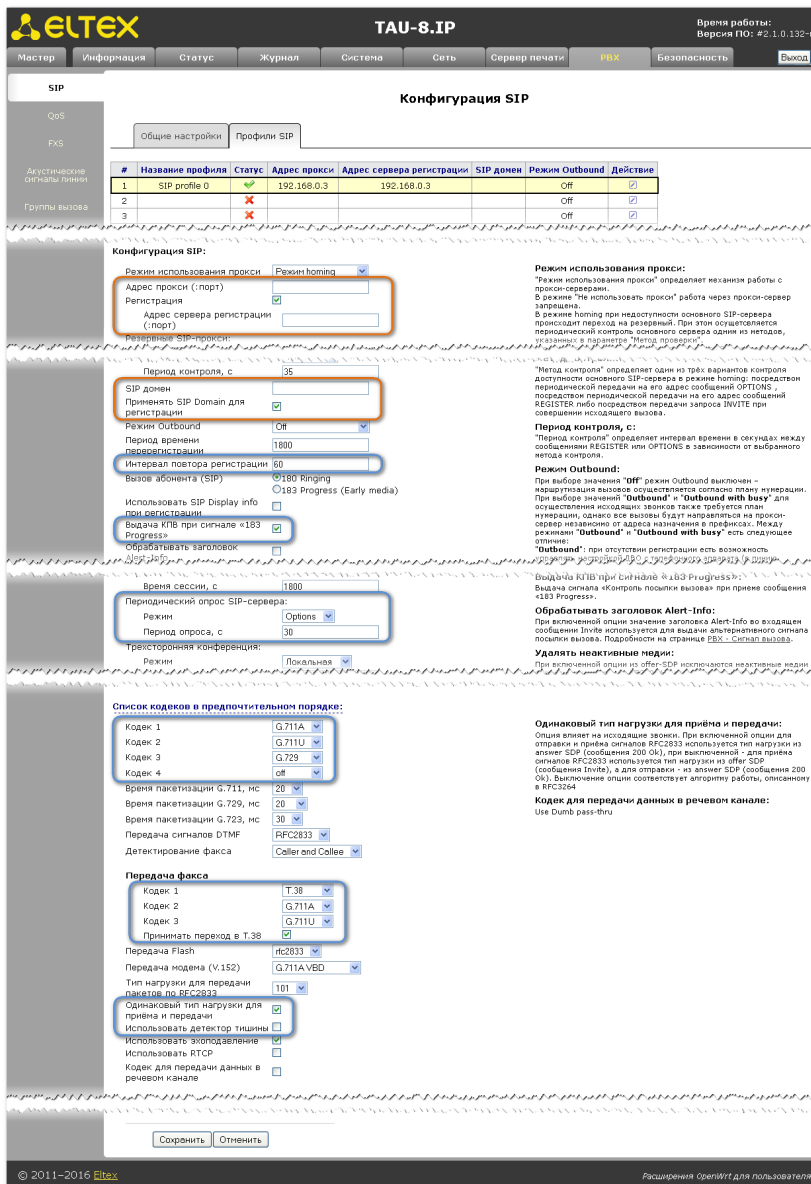 ELTEX
TAU-8.IP
Время работы:
Версия ПО: #2.1.0.132-
Мастер Информация Статус Журнал Система Сеть Сервер печати PBX Безопасность Выход
SIP
QoS
FXS
Акустические
сигналы линии
Группы вызова
Конфигурация SIP
Общие настройки Профили SIP
# Название профиля Статус Адрес прокси Адрес сервера регистрации SIP домен Режим Outbound Действие
1 SIP profile 0 192.168.0.3 192.168.0.3 Off
2 Off
3 Off
Конфигурация SIP:
Режим использования прокси Режим homing
Адрес прокси (:порт)
Регистрация
Адрес сервера регистрации
(:порт)
Резервные SIP-прокси:
Режим использования прокси:
"Режим использования прокси" определяет механизм работы с
прокси-серверами.
В режиме "Не использовать прокси" работа через прокси-сервер
запрещена.
В режиме homing при недоступности основного SIP-сервера
происходит переход на резервный. При этом осуществляется
периодический контроль основного сервера одним из методов,
указанных в параметре "Метод проверки".
Период контроля, с 35
SIP домен
Применять SIP Domain для
регистрации
Режим Outbound Off
Период времени
перерегистрации 1800
Интервал повтора регистрации 60
Вызов абонента (SIP) 180 Ringing
183 Progress (Early media)
Использовать SIP Display info
при регистрации
Выдача КПВ при сигнале «183
Progress»
Обрабатывать заголовок
Alert-Info
"Метод контроля" определяет один из трёх вариантов контроля
доступности основного SIP-сервера в режиме homing: посредством
периодической передачи на его адрес сообщений OPTIONS ,
посредством периодической передачи на его адрес сообщений
REGISTER либо посредством передачи запроса INVITE при
совершении исходящего вызова.
Период контроля, с:
"Период контроля" определяет интервал времени в секундах между
сообщениями REGISTER или OPTIONS в зависимости от выбранного
метода контроля.
Режим Outbound:
При выборе значения "Off" режим Outbound выключен –
маршрутизация вызовов осуществляется согласно плану нумерации.
При выборе значений "Outbound" и "Outbound with busy" для
осуществления исходящих звонков также требуется план
нумерации, однако все вызовы будут направляться на прокси-
сервер независимо от адреса назначения в префиксах. Между
режимами "Outbound" и "Outbound with busy" есть следующее
отличие:
"Outbound": при отсутствии регистрации есть возможность
Время сессии, с 1800
Периодический опрос SIP-сервера:
Режим Options
Период опроса, с 30
Трехсторонняя конференция:
Режим Локальная
Выдача КПВ при сигнале «183 Progress»:
Выдача сигнала «Контроль посылки вызова» при приеме сообщения
«183 Progress».
Обрабатывать заголовок Alert-Info:
При включенной опции значение заголовка Alert-Info во входящем
сообщении Invite используется для выдачи альтернативного сигнала
посылки вызова. Подробности на странице PBX - Сигнал вызова.
Удалять неактивные медии:
При включенной опции из offer-SDP исключаются неактивные медии
Список кодеков в предпочтительном порядке:
Кодек 1 G.711A
Кодек 2 G.711U
Кодек 3 G.729
Кодек 4 off
Время пакетизации G.711, мс 20
Время пакетизации G.729, мс 20
Время пакетизации G.723, мс 30
Передача сигналов DTMF RFC2833
Детектирование факса Caller and Callee
Передача факса
Кодек 1 T.38
Кодек 2 G.711A
Кодек 3 G.711U
Принимать переход в T.38
Передача Flash rfc2833
Передача модема (V.152) G.711A VBD
Тип нагрузки для передачи
пакетов по RFC2833 101
Одинаковый тип нагрузки для
приёма и передачи
Использовать детектор тишины
Использовать эхоподавление
Использовать RTCP
Кодек для передачи данных в
речевом канале
Одинаковый тип нагрузки для приёма и передачи:
Опция влияет на исходящие звонки. При включенной опции для
отправки и приёма сигналов RFC2833 используется тип нагрузки из
answer SDP (сообщения 200 Ok), при выключенной - для приёма
сигналов RFC2833 используется тип нагрузки из offer SDP
(сообщения Invite), а для отправки - из answer SDP (сообщения 200
Ok). Выключение опции соответствует алгоритму работы, описанному
в RFC3264
Кодек для передачи данных в речевом канале:
Use Dumb pass-thru
Сохранить Отменить
© 2011–2016 Eltex
Расширения OpenWrt для пользователя